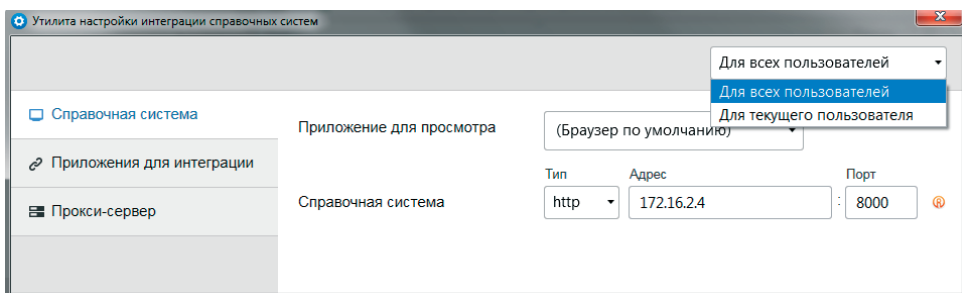 Утилита настройки интеграции справочных систем
Для всех пользователей
Для всех пользователей
Для текущего пользователя
Справочная система
Приложения для интеграции
Прокси-сервер
Приложение для просмотра
(Браузер по умолчанию)
Тип Адрес Порт
Справочная система http 172.16.2.4 : 8000 ®